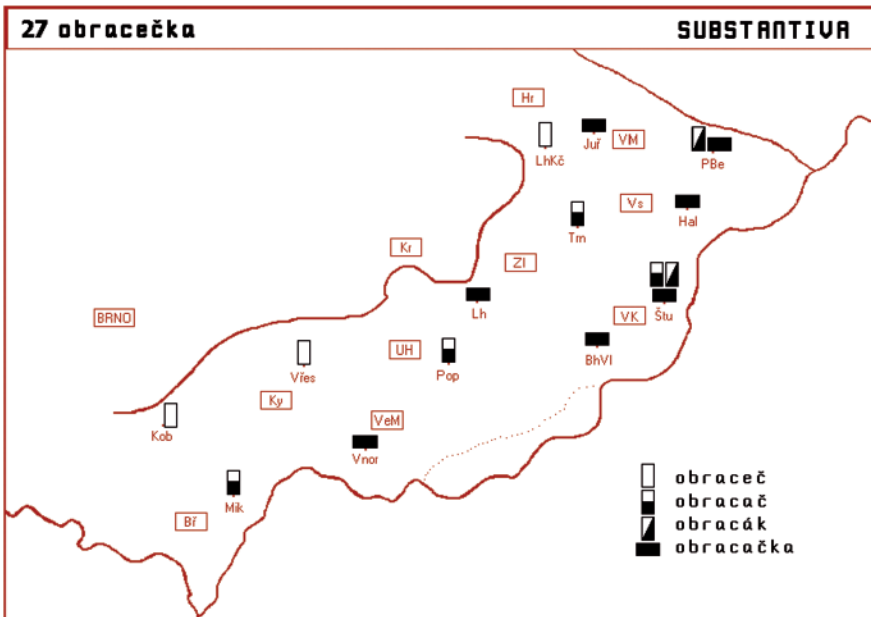 27 obracečka SUBSTANTIVA
Hr
LhKč
Juř
VM
PBe
Trn
Vs
Hal
Kr
Zl
Lh
BRNO
VK
Štu
Vřes
UH
Pop
BhVl
Ky
Kob
VeM
Vnor
Mik
Bř
obraceč
obracač
obracák
obracačka